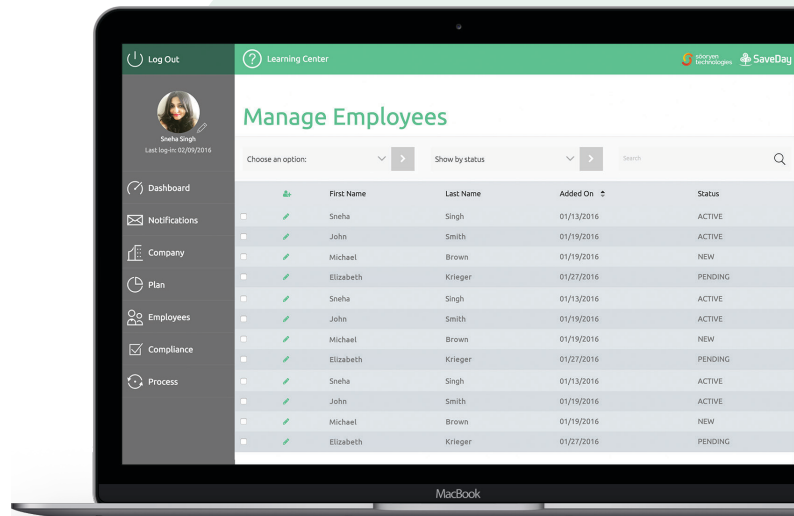 Log Out
Learning Center
sooryen
technologies
SaveDay
Sneha Singh
Last log-in: 02/09/2016
Manage Employees
Choose an option:
Show by status
Search
Dashboard
Notifications
Company
Plan
Employees
Compliance
Process
First Name Last Name Added On Status
Sneha Singh 01/13/2016 ACTIVE
John Smith 01/19/2016 ACTIVE
Michael Brown 01/19/2016 NEW
Elizabeth Krieger 01/27/2016 PENDING
Sneha Singh 01/13/2016 ACTIVE
John Smith 01/19/2016 ACTIVE
Michael Brown 01/19/2016 NEW
Elizabeth Krieger 01/27/2016 PENDING
Sneha Singh 01/13/2016 ACTIVE
John Smith 01/19/2016 ACTIVE
Michael Brown 01/19/2016 NEW
Elizabeth Krieger 01/27/2016 PENDING
MacBook